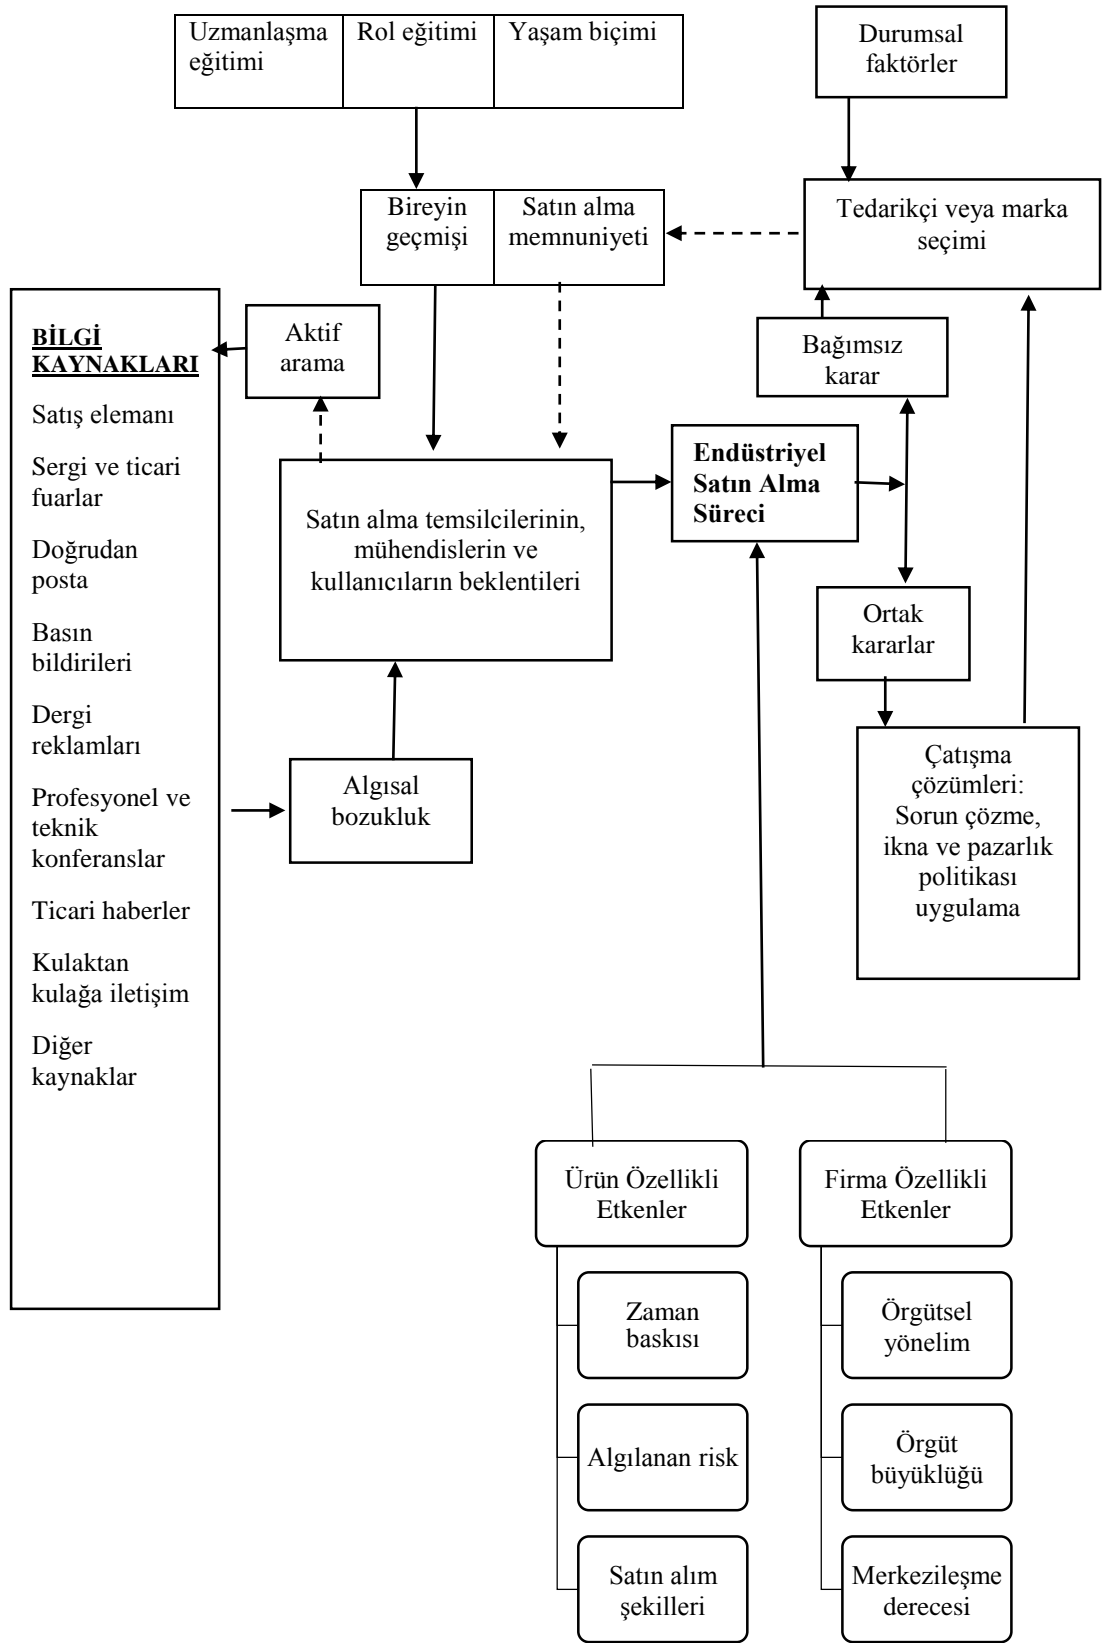 Uzmanlaşma
eğitimi
Rol eğitimi
Yaşam biçimi
Durumsal
faktörler
Bireyin
geçmişi
Satın alma
memnuniyeti
Tedarikçi veya marka
seçimi
BİLGİ
KAYNAKLARI
Satış elemanı
Sergi ve ticari
fuarlar
Doğrudan
posta
Basın
bildirileri
Dergi
reklamları
Profesyonel ve
teknik
konferanslar
Ticari haberler
Kulaktan
kulağa iletişim
Diğer
kaynaklar
Aktif
arama
Bağımsız
karar
Satın alma temsilcilerinin,
mühendislerin ve
kullanıcıların beklentileri
Endüstriyel
Satın Alma
Süreci
Ortak
kararlar
Algısal
bozukluk
Çatışma
çözümleri:
Sorun çözme,
ikna ve pazarlık
politikası
uygulama
Ürün Özellikli
Etkenler
Zaman
baskısı
Algılanan risk
Satın alım
şekilleri
Firma Özellikli
Etkenler
Örgütsel
yönelim
Örgüt
büyüklüğü
Merkezileşme
derecesi